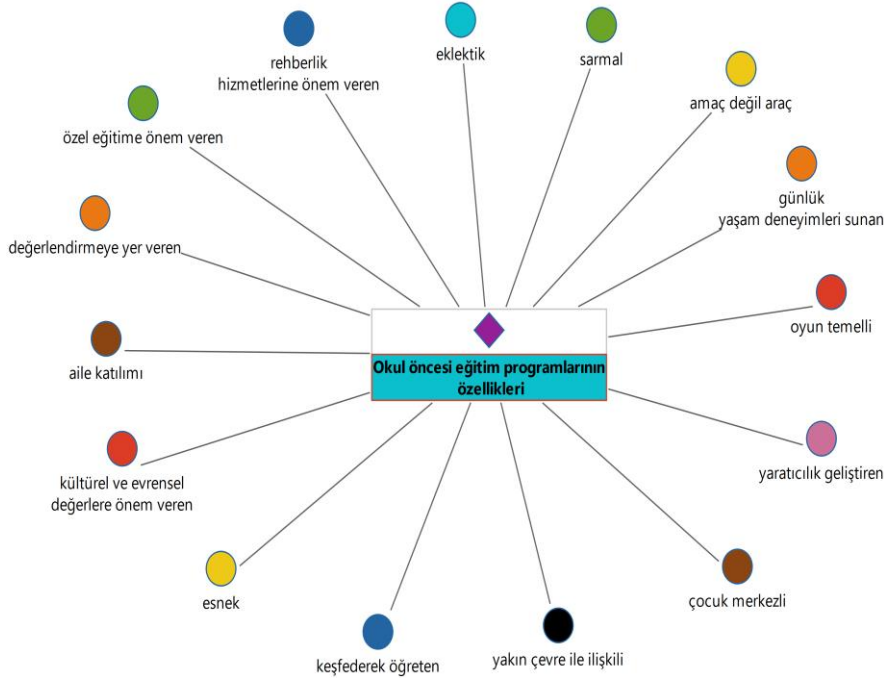 eklektik
sarmal
rehberlik
hizmetlerine önem veren
amaç değil araç
özel eğitime önem veren
günlük
yaşam deneyimleri sunan
değerlendirmeye yer veren
oyun temelli
Okul öncesi eğitim programlarının
özellikleri
aile katılımı
yaratıcılık geliştiren
kültürel ve evrensel
değerlere önem veren
esnek
çocuk merkezli
keşfederek öğreten
yakın çevre ile ilişkili